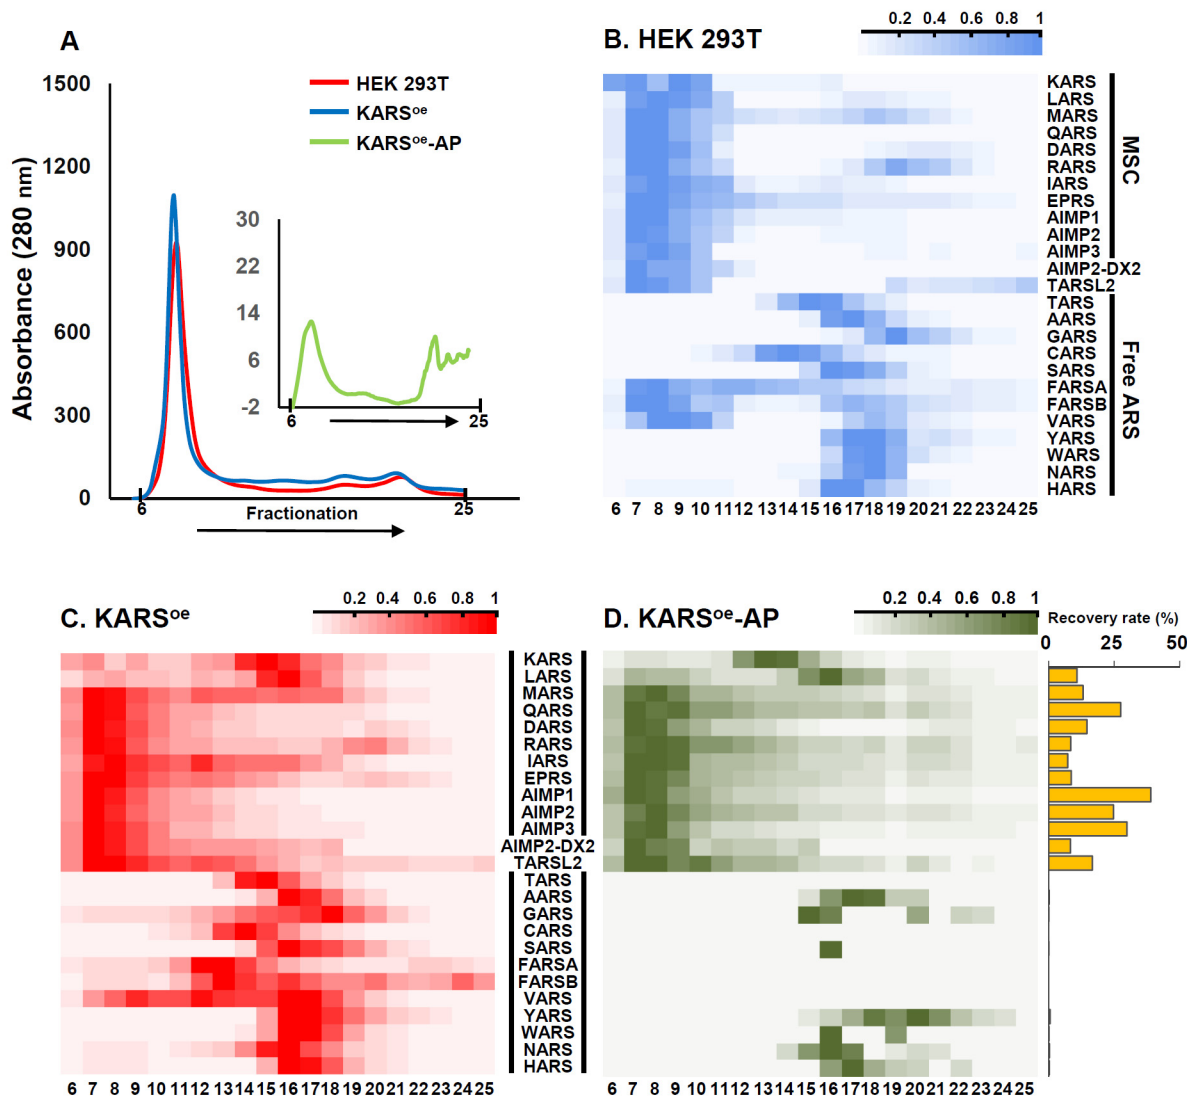 A
1500
1200
900
600
300
0
Absorbance (280 nm)
HEK 293T
KARSoe
KARSoe-AP
30
22
14
6
-2
6
25
6
Fractionation
25
B. HEK 293T
0.2 0.4 0.6 0.8 1
KARS
LARS
MARS
QARS
DARS
RARS
IARS
EPRS
AIMP1
AIMP2
AIMP3
AIMP2-DX2
TARSL2
TARS
AARS
GARS
CARS
SARS
FARSA
FARSB
VARS
YARS
WARS
NARS
HARS
MSC
Free ARS
6 7 8 9 10 11 12 13 14 15 16 17 18 19 20 21 22 23 24 25
C. KARSoe
0.2 0.4 0.6 0.8 1
KARS
LARS
MARS
QARS
DARS
RARS
IARS
EPRS
AIMP1
AIMP2
AIMP3
AIMP2-DX2
TARSL2
TARS
AARS
GARS
CARS
SARS
FARSA
FARSB
VARS
YARS
WARS
NARS
HARS
6 7 8 9 10 11 12 13 14 15 16 17 18 19 20 21 22 23 24 25
D. KARSoe-AP
0.2 0.4 0.6 0.8 1
Recovery rate (%)
0 25 50
6 7 8 9 10 11 12 13 14 15 16 17 18 19 20 21 22 23 24 25